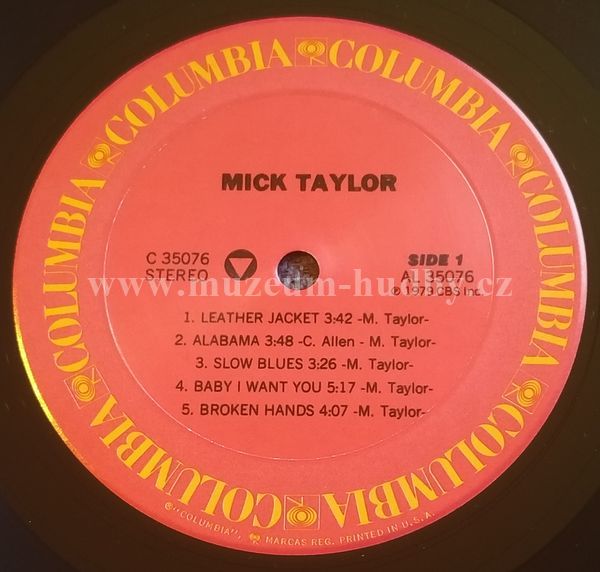 COLUMBIA COLUMBIA COLUMBIA COLUMBIA COLUMBIA COLUMBIA
MICK TAYLOR
C 35076
STEREO
SIDE 1
AL 35076
℗ 1979 CBS Inc.
www.muzeum-hudby.cz
1. LEATHER JACKET 3:42 -M. Taylor-
2. ALABAMA 3:48 -C. Allen - M. Taylor-
3. SLOW BLUES 3:26 -M. Taylor-
4. BABY I WANT YOU 5:17 -M. Taylor-
5. BROKEN HANDS 4:07 -M. Taylor-
℗"COLUMBIA", MARCAS REG. PRINTED IN U.S.A.